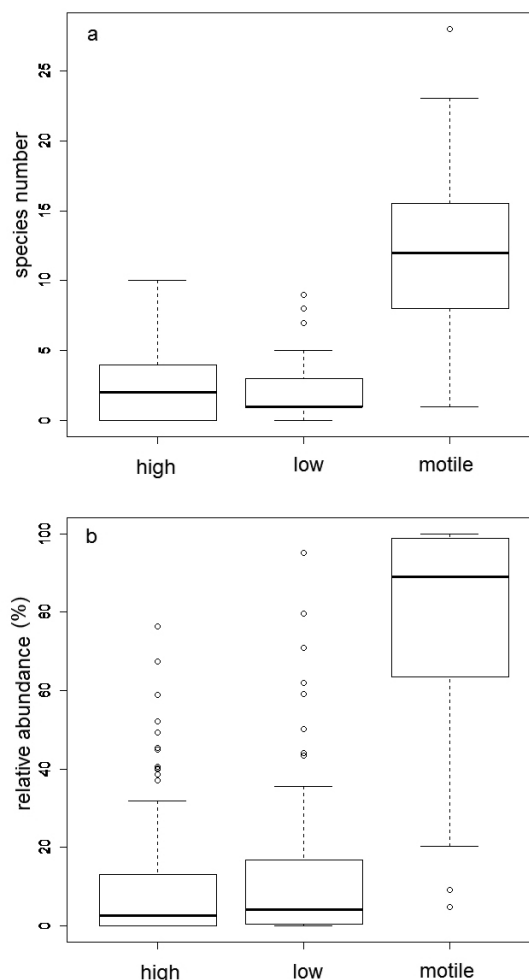 a
25
20
15
10
5
0
species number
high low motile
b
100
80
60
40
20
0
relative abundance (%)
high low motile